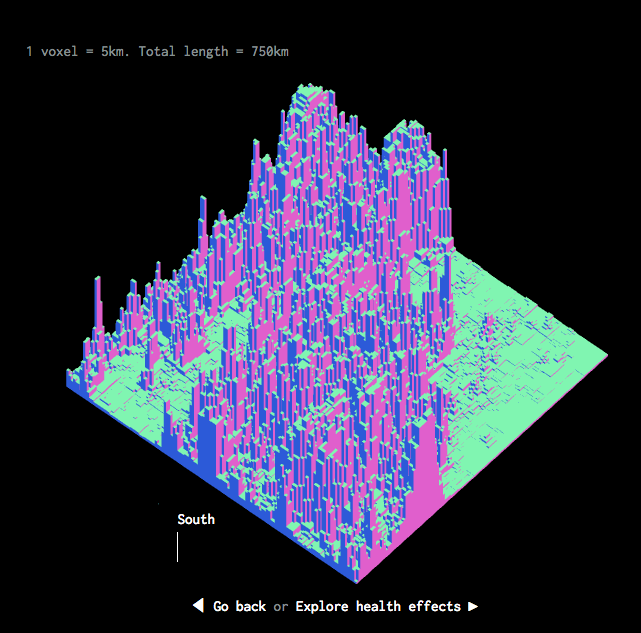 1 voxel = 5km. Total length = 750km
South
◀ Go back or Explore health effects ▶